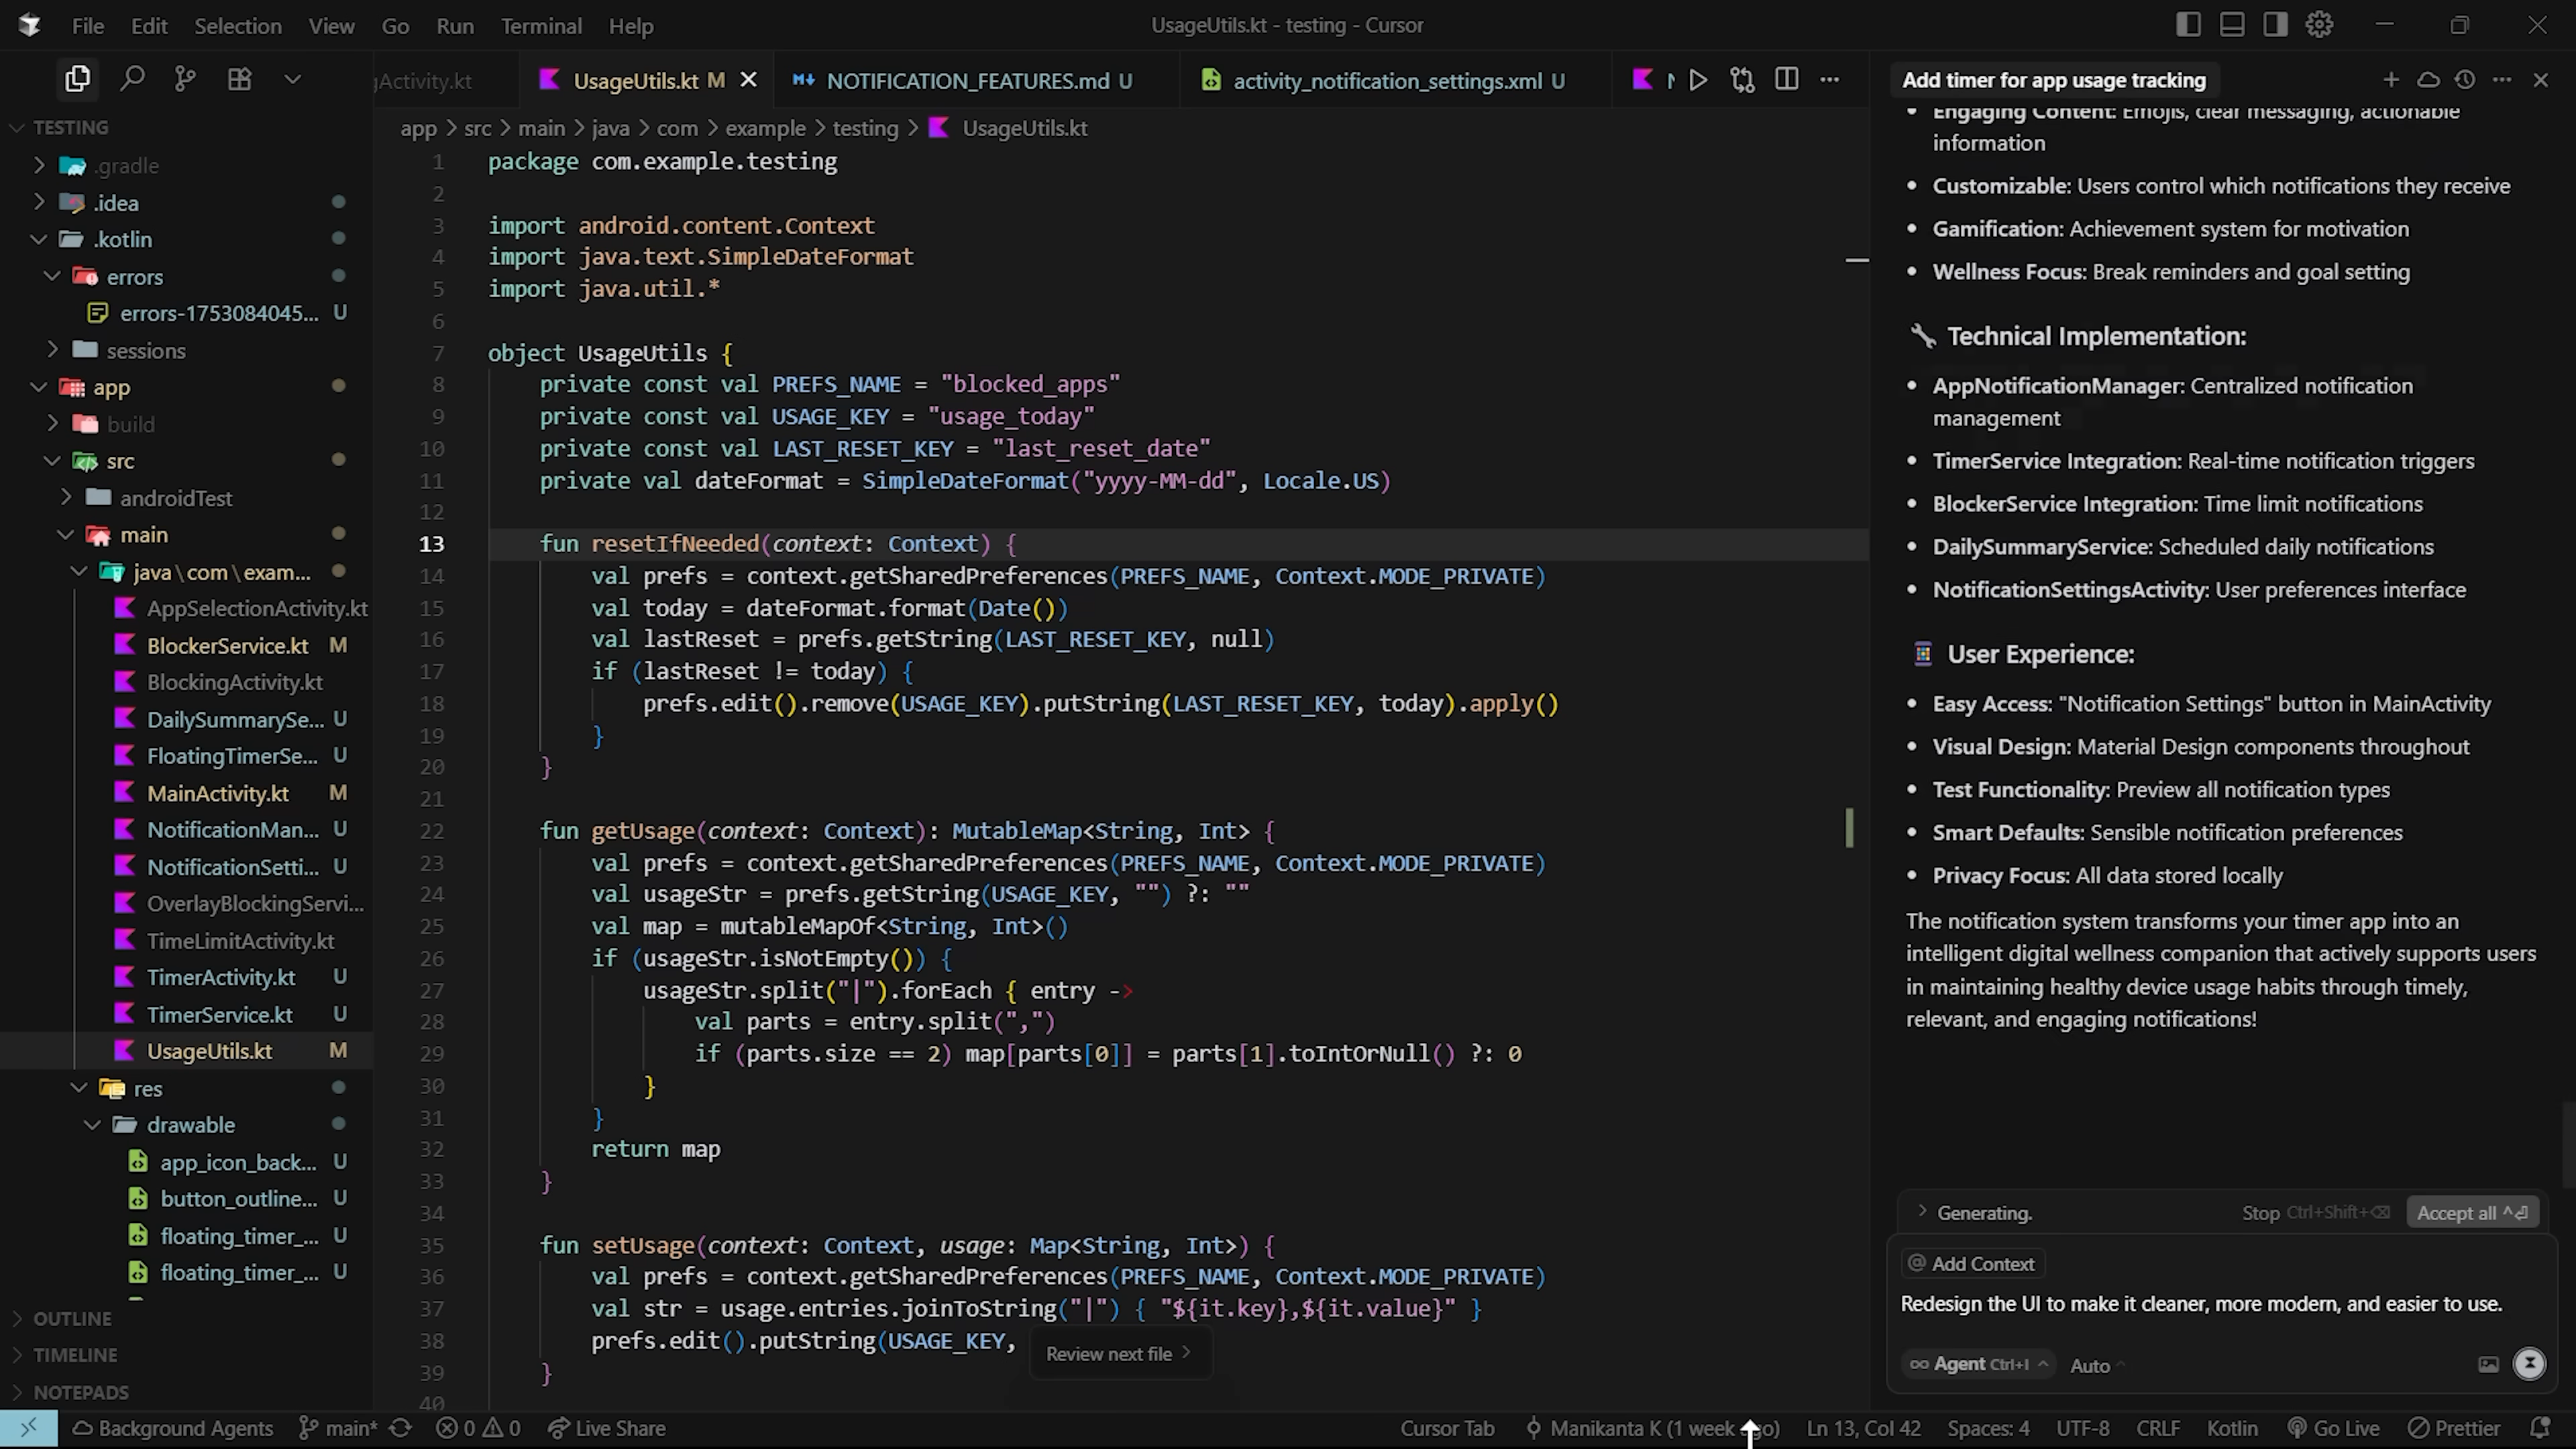 File Edit Selection View Go Run Terminal Help
UsageUtils.kt - testing - Cursor
TESTING
.gradle
.idea
.kotlin
errors
errors-1753084045... U
sessions
app
build
src
androidTest
main
java\com\exam...
AppSelectionActivity.kt
BlockerService.kt M
BlockingActivity.kt
DailySummarySe... U
FloatingTimerSe... U
MainActivity.kt M
NotificationMan... U
NotificationSetti... U
OverlayBlockingServi...
TimeLimitActivity.kt
TimerActivity.kt U
TimerService.kt U
UsageUtils.kt M
res
drawable
app_icon_back... U
button_outline... U
floating_timer_... U
floating_timer_... U
OUTLINE
TIMELINE
NOTEPADS
gActivity.kt
UsageUtils.kt M
NOTIFICATION_FEATURES.md U
activity_notification_settings.xml U
app > src > main > java > com > example > testing > UsageUtils.kt
1 package com.example.testing
2
3 import android.content.Context
4 import java.text.SimpleDateFormat
5 import java.util.*
6
7 object UsageUtils {
8 private const val PREFS_NAME = "blocked_apps"
9 private const val USAGE_KEY = "usage_today"
10 private const val LAST_RESET_KEY = "last_reset_date"
11 private val dateFormat = SimpleDateFormat("yyyy-MM-dd", Locale.US)
12
13 fun resetIfNeeded(context: Context) {
14 val prefs = context.getSharedPreferences(PREFS_NAME, Context.MODE_PRIVATE)
15 val today = dateFormat.format(Date())
16 val lastReset = prefs.getString(LAST_RESET_KEY, null)
17 if (lastReset != today) {
18 prefs.edit().remove(USAGE_KEY).putString(LAST_RESET_KEY, today).apply()
19 }
20 }
21
22 fun getUsage(context: Context): MutableMap<String, Int> {
23 val prefs = context.getSharedPreferences(PREFS_NAME, Context.MODE_PRIVATE)
24 val usageStr = prefs.getString(USAGE_KEY, "") ?: ""
25 val map = mutableMapOf<String, Int>()
26 if (usageStr.isNotEmpty()) {
27 usageStr.split("|").forEach { entry ->
28 val parts = entry.split(",")
29 if (parts.size == 2) map[parts[0]] = parts[1].toIntOrNull() ?: 0
30 }
31 }
32 return map
33 }
34
35 fun setUsage(context: Context, usage: Map<String, Int>) {
36 val prefs = context.getSharedPreferences(PREFS_NAME, Context.MODE_PRIVATE)
37 val str = usage.entries.joinToString("|") { "${it.key},${it.value}" }
38 prefs.edit().putString(USAGE_KEY,
39 }
40
Review next file >
Add timer for app usage tracking
• Engaging Content: Emojis, clear messaging, actionable
information
• Customizable: Users control which notifications they receive
• Gamification: Achievement system for motivation
• Wellness Focus: Break reminders and goal setting
🔧 Technical Implementation:
• AppNotificationManager: Centralized notification
management
• TimerService Integration: Real-time notification triggers
• BlockerService Integration: Time limit notifications
• DailySummaryService: Scheduled daily notifications
• NotificationSettingsActivity: User preferences interface
📱 User Experience:
• Easy Access: "Notification Settings" button in MainActivity
• Visual Design: Material Design components throughout
• Test Functionality: Preview all notification types
• Smart Defaults: Sensible notification preferences
• Privacy Focus: All data stored locally
The notification system transforms your timer app into an
intelligent digital wellness companion that actively supports users
in maintaining healthy device usage habits through timely,
relevant, and engaging notifications!
> Generating. Stop Ctrl+Shift+⌫ Accept all ^⏎
@ Add Context
Redesign the UI to make it cleaner, more modern, and easier to use.
∞ Agent Ctrl+I Auto
Background Agents main* 0 0 Live Share
Cursor Tab Manikanta K (1 week Ln 13, Col 42 Spaces: 4 UTF-8 CRLF Kotlin Go Live Prettier